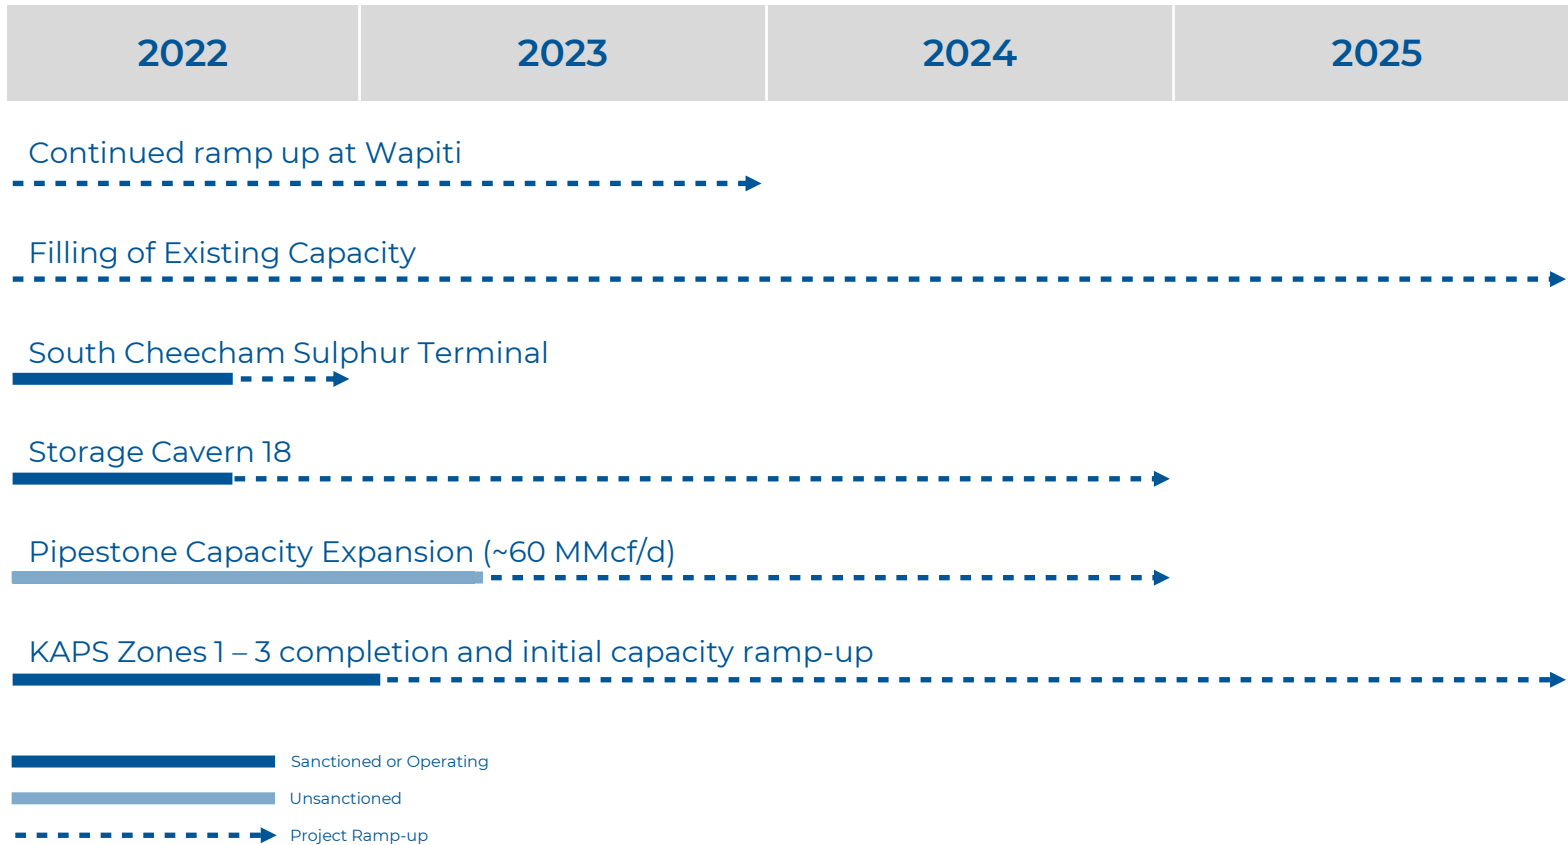 2022 2023 2024 2025
Continued ramp up at Wapiti
Filling of Existing Capacity
South Cheecham Sulphur Terminal
Storage Cavern 18
Pipestone Capacity Expansion (~60 MMcf/d)
KAPS Zones 1 – 3 completion and initial capacity ramp-up
Sanctioned or Operating
Unsanctioned
Project Ramp-up